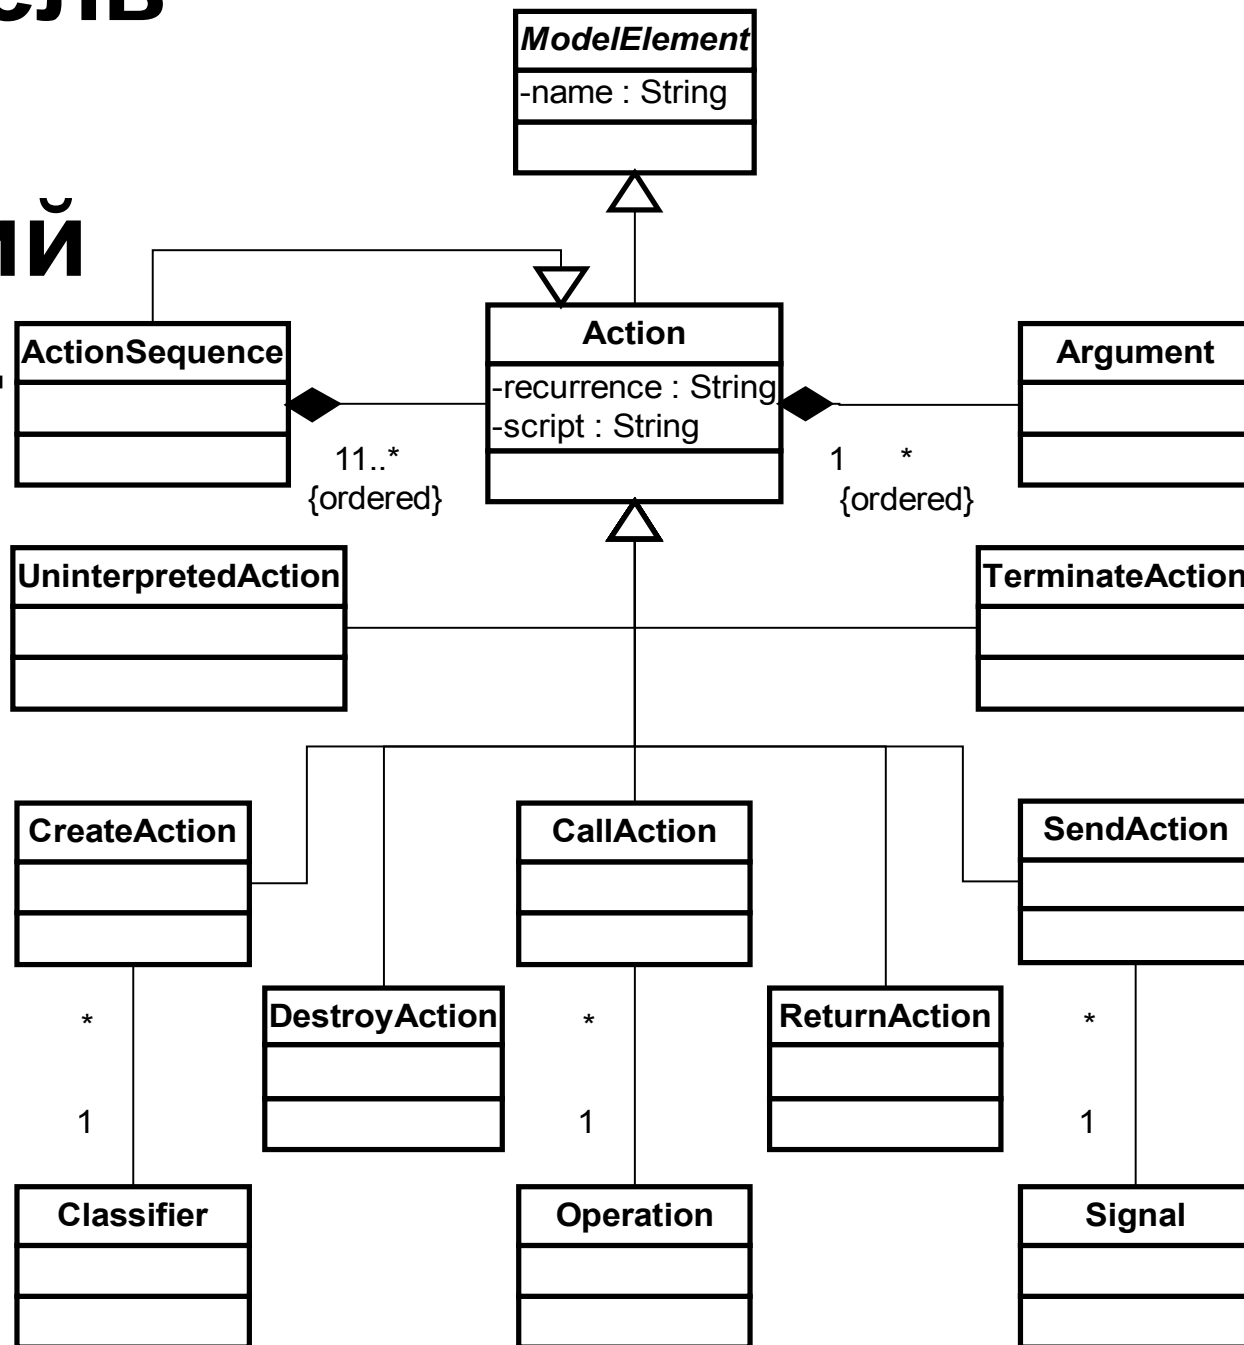 ModelElement
-name : String
ий
ActionSequence
Action
-recurrence : String
-script : String
Argument
11..*
{ordered}
1 *
{ordered}
UninterpretedAction
TerminateAction
CreateAction
CallAction
SendAction
*
1
DestroyAction
*
1
ReturnAction
*
1
Classifier
Operation
Signal